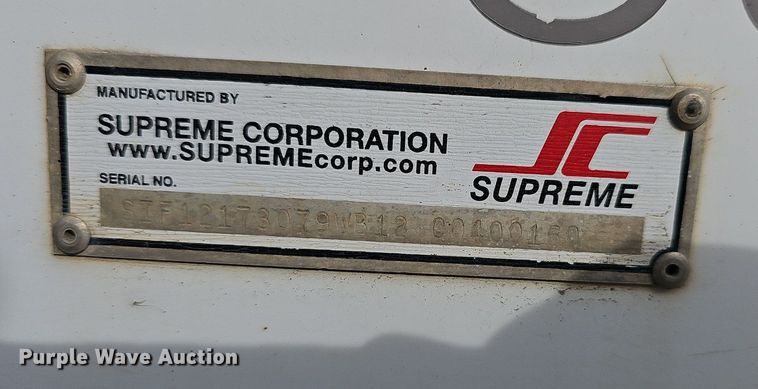 MANUFACTURED BY
SUPREME CORPORATION
www.SUPREMEcorp.com
SERIAL NO.
SUPREME
Purple Wave Auction